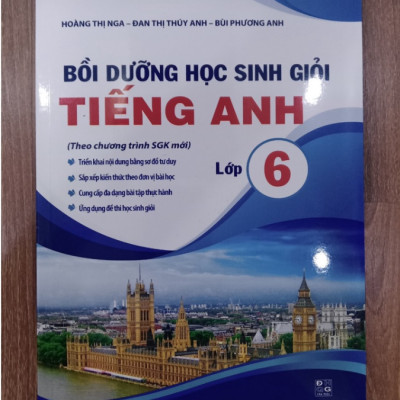 HOÀNG THỊ NGA – ĐAN THỊ THÚY ANH – BÙI PHƯƠNG ANH
BỒI DƯỠNG HỌC SINH GIỎI
TIẾNG ANH
(Theo chương trình SGK mới)
Triển khai nội dung bằng sơ đồ tư duy
Sắp xếp kiến thức theo đơn vị bài học
Cung cấp đa dạng bài tập thực hành
Ứng dụng đề thi học sinh giỏi
Lớp 6